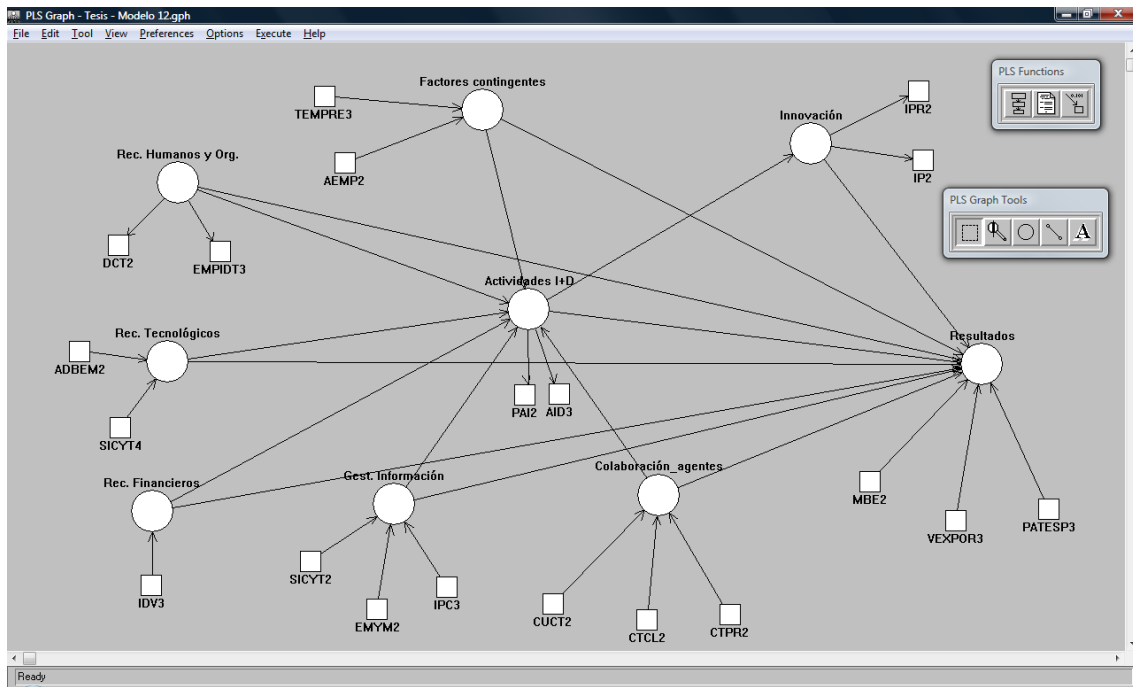 PLS Graph - Tesis - Modelo 12.gph
File Edit Tool View Preferences Options Execute Help
Factores contingentes
PLS Functions
0.101
TEMPRE3
IPR2
Innovación
Rec. Humanos y Org.
AEMP2
IP2
PLS Graph Tools
A
DCT2
EMPIDT3
Actividades I+D
Rec. Tecnológicos
Resultados
ADBEM2
PAI2
AID3
SICYT4
Rec. Financieros
Gest. Información
Colaboración_agentes
MBE2
VEXPOR3
PATESP3
SICYT2
IDV3
IPC3
EMYM2
CUCT2
CTCL2
CTPR2
Ready